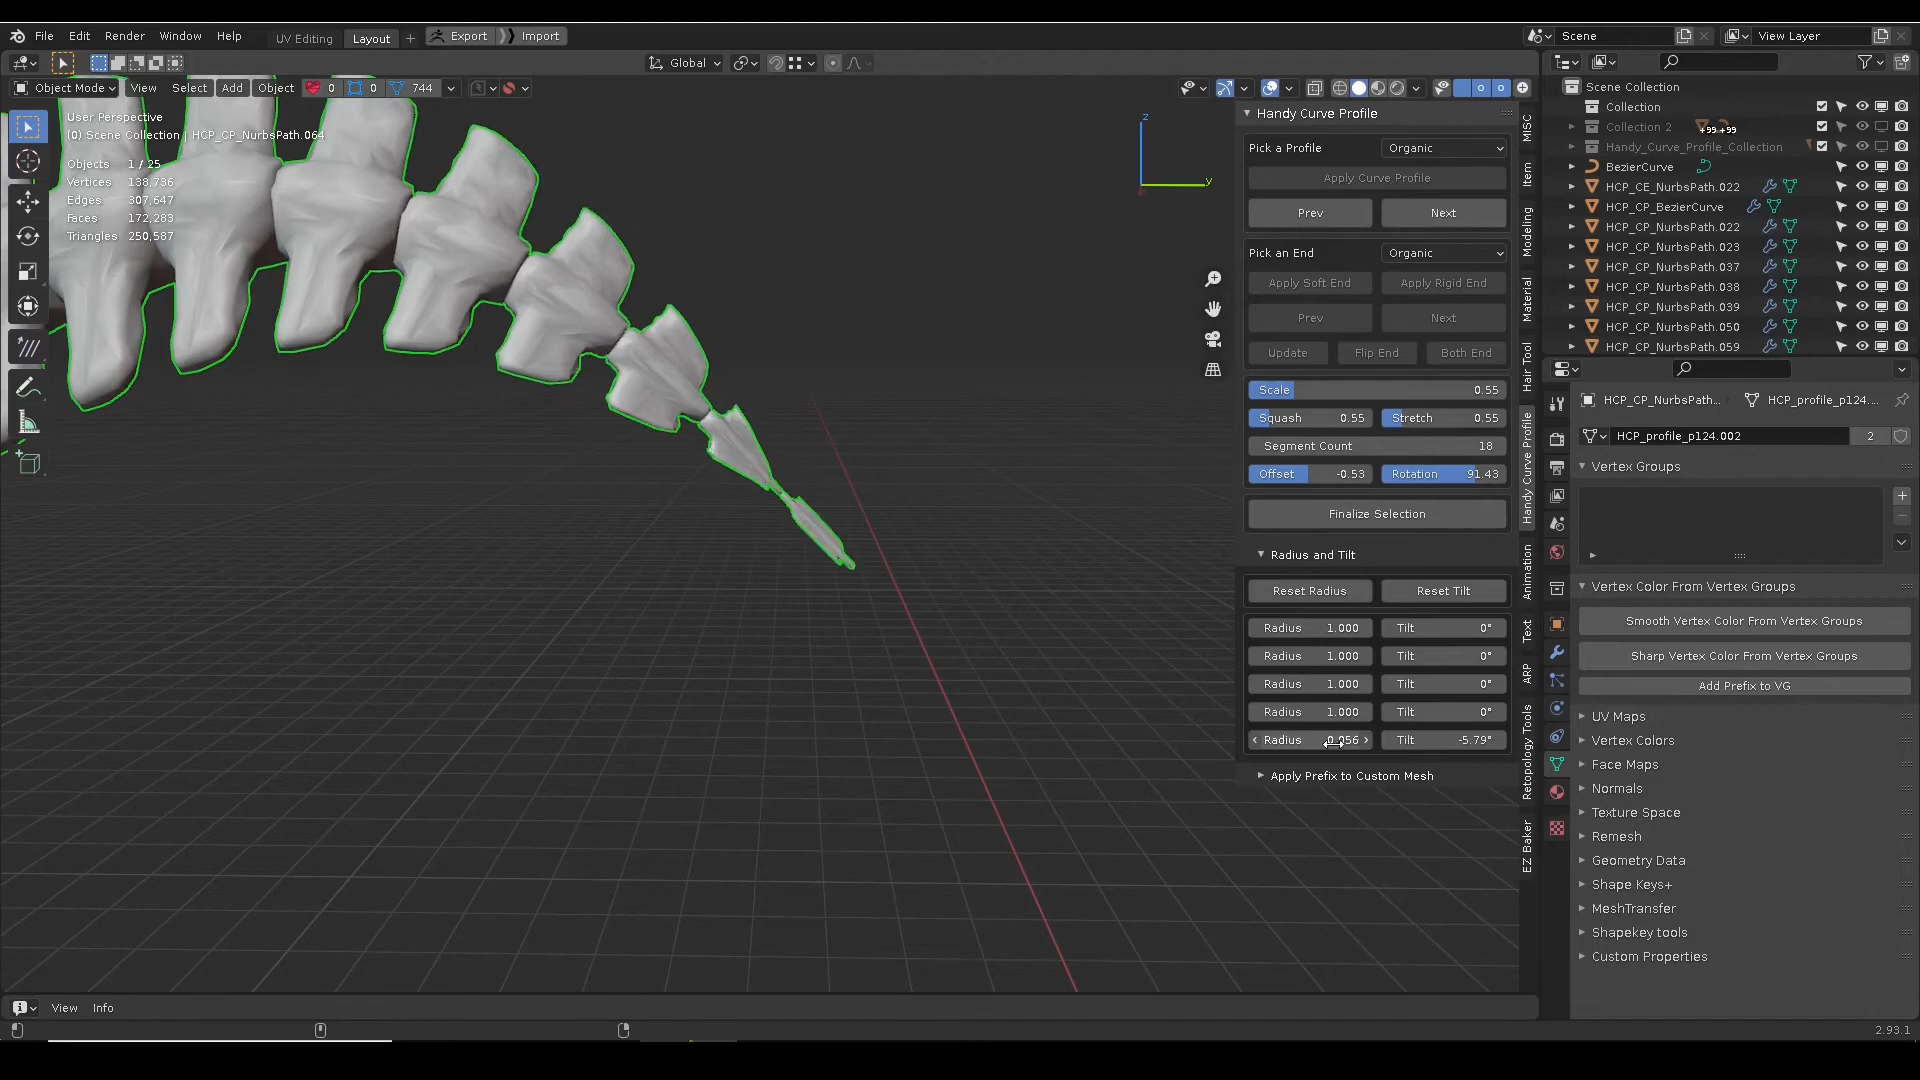 File Edit Render Window Help UV Editing Layout + Export Import Scene View Layer
Global
Object Mode View Select Add Object 0 0 744
User Perspective
(0) Scene Collection | HCP_CP_NurbsPath.064
Objects 1 / 25
Vertices 138,736
Edges 307,647
Faces 172,283
Triangles 250,587
z
y
Handy Curve Profile
Pick a Profile Organic
Apply Curve Profile
Prev Next
Pick an End Organic
Apply Soft End Apply Rigid End
Prev Next
Update Flip End Both End
Scale 0.55
Squash 0.55 Stretch 0.55
Segment Count 18
Offset -0.53 Rotation 91.43
Finalize Selection
Radius and Tilt
Reset Radius Reset Tilt
Radius 1.000 Tilt 0°
Radius 1.000 Tilt 0°
Radius 1.000 Tilt 0°
Radius 1.000 Tilt 0°
Radius Tilt -5.79°
Apply Prefix to Custom Mesh
MISC
Item
Modeling
Material
Hair Tool
Handy Curve Profile
Animation
Text
ARP
Retopology Tools
EZ Baker
Scene Collection
Collection
Collection 2 +99 +99
Handy_Curve_Profile_Collection
BezierCurve
HCP_CE_NurbsPath.022
HCP_CP_BezierCurve
HCP_CP_NurbsPath.022
HCP_CP_NurbsPath.023
HCP_CP_NurbsPath.037
HCP_CP_NurbsPath.038
HCP_CP_NurbsPath.039
HCP_CP_NurbsPath.050
HCP_CP_NurbsPath.059
HCP_CP_NurbsPath... HCP_profile_p124....
HCP_profile_p124.002 2
Vertex Groups
Vertex Color From Vertex Groups
Smooth Vertex Color From Vertex Groups
Sharp Vertex Color From Vertex Groups
Add Prefix to VG
UV Maps
Vertex Colors
Face Maps
Normals
Texture Space
Remesh
Geometry Data
Shape Keys+
MeshTransfer
Shapekey tools
Custom Properties
View Info
2.93.1